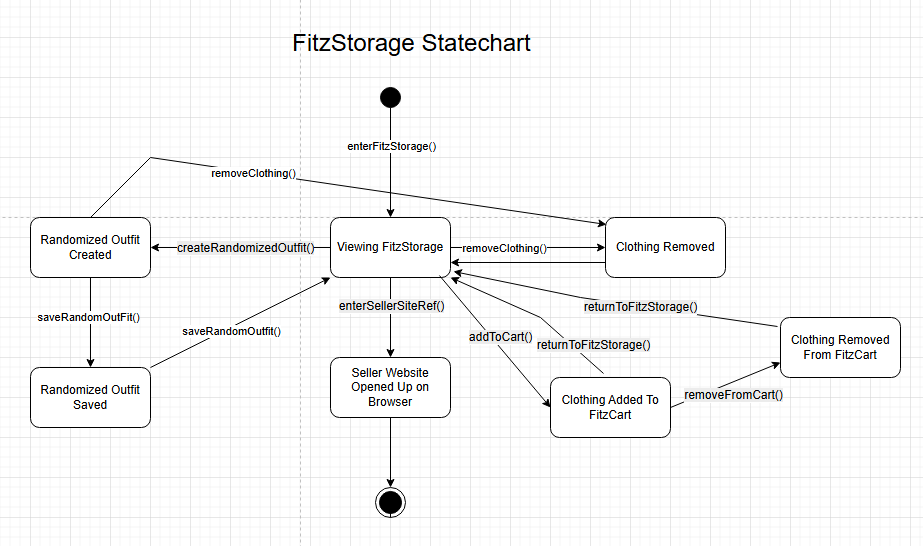 FitzStorage Statechart
enterFitzStorage()
removeClothing()
Randomized Outfit
Created
createRandomizedOutfit()
Viewing FitzStorage
removeClothing()
Clothing Removed
saveRandomOutFit()
saveRandomOutfit()
enterSellerSiteRef()
returnToFitzStorage()
addToCart()
returnToFitzStorage()
Clothing Removed
From FitzCart
Randomized Outfit
Saved
Seller Website
Opened Up on
Browser
Clothing Added To
FitzCart
removeFromCart()